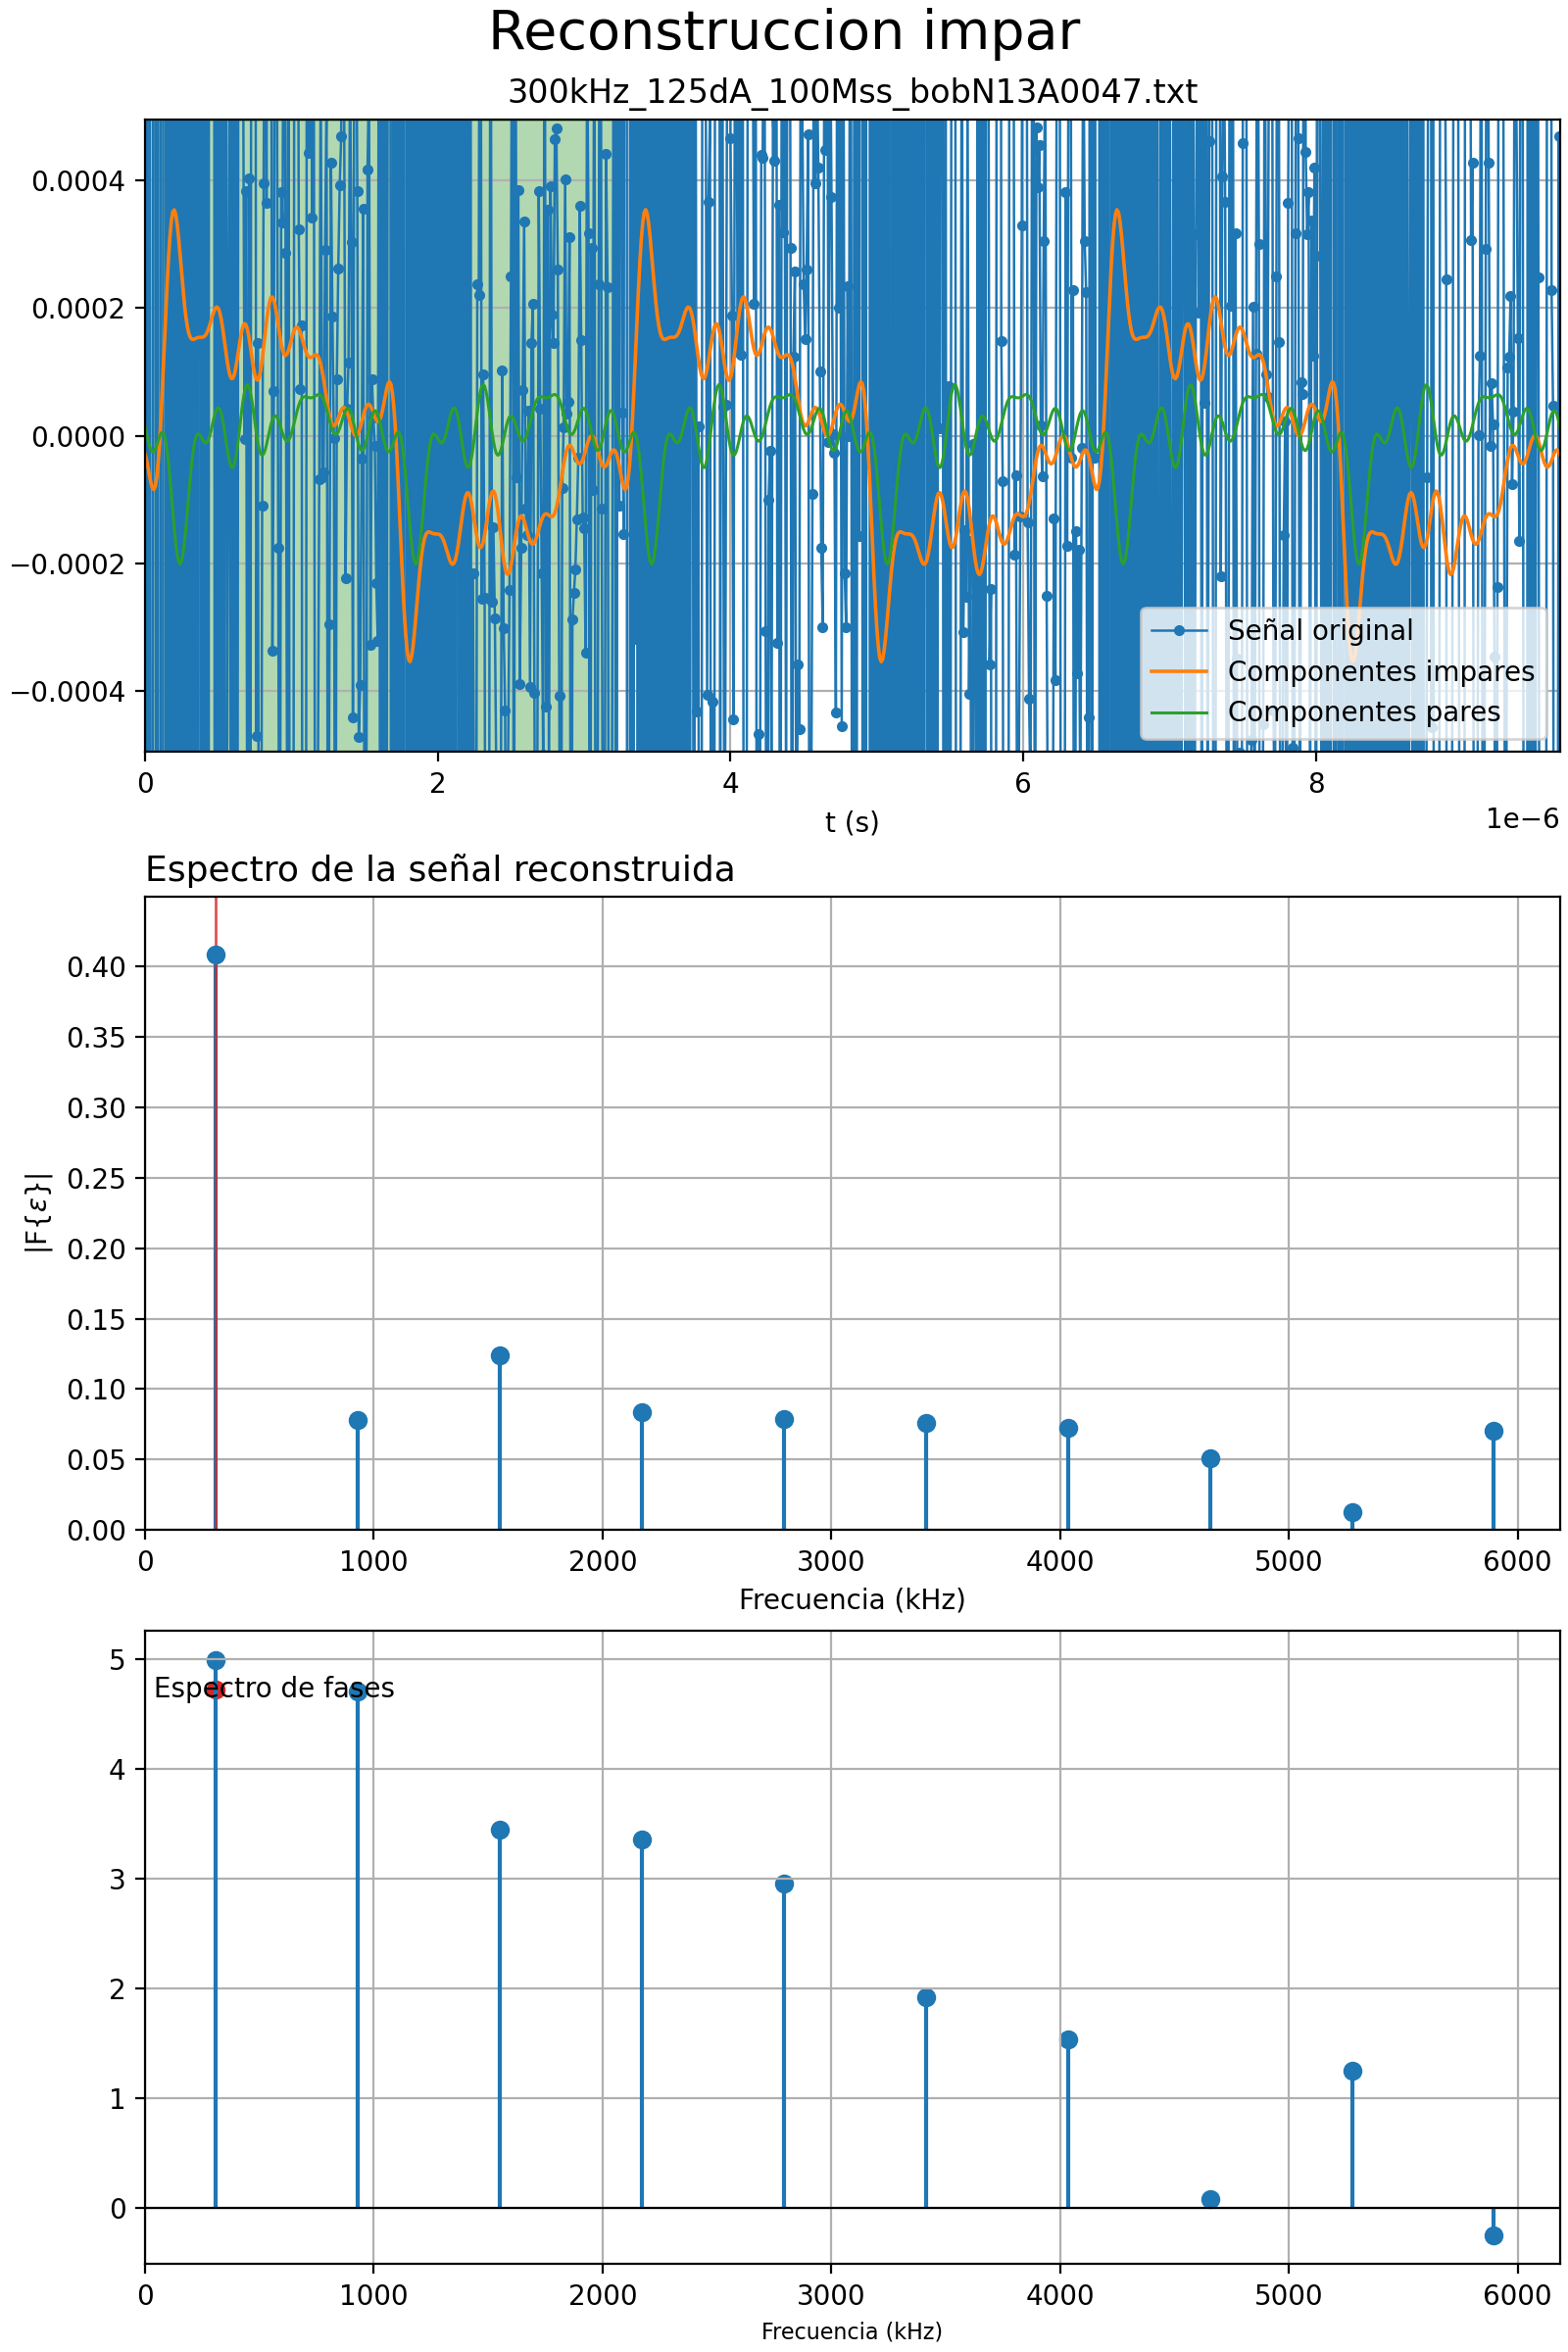 Reconstruccion impar
300kHz_125dA_100Mss_bobN13A0047.txt
0.0004
0.0002
0.0000
−0.0002
−0.0004
0 2 4 6 8
t (s)
1e−6
Señal original
Componentes impares
Componentes pares
Espectro de la señal reconstruida
0.40
0.35
0.30
0.25
0.20
0.15
0.10
0.05
0.00
|F{ε}|
0 1000 2000 3000 4000 5000 6000
Frecuencia (kHz)
Espectro de fases
5
4
3
2
1
0
0 1000 2000 3000 4000 5000 6000
Frecuencia (kHz)